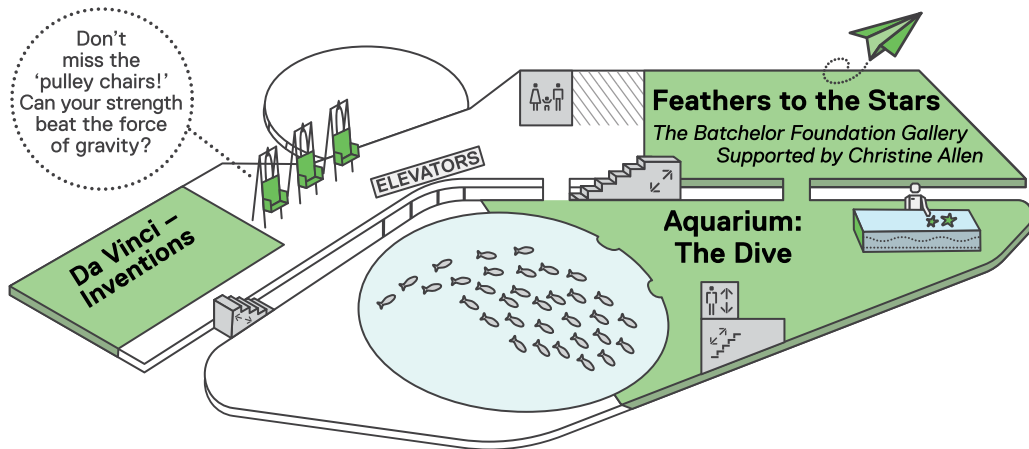 Don’t
miss the
‘pulley chairs!’
Can your strength
beat the force
of gravity?
ELEVATORS
Feathers to the Stars
The Batchelor Foundation Gallery
Supported by Christine Allen
Da Vinci –
Inventions
Aquarium:
The Dive